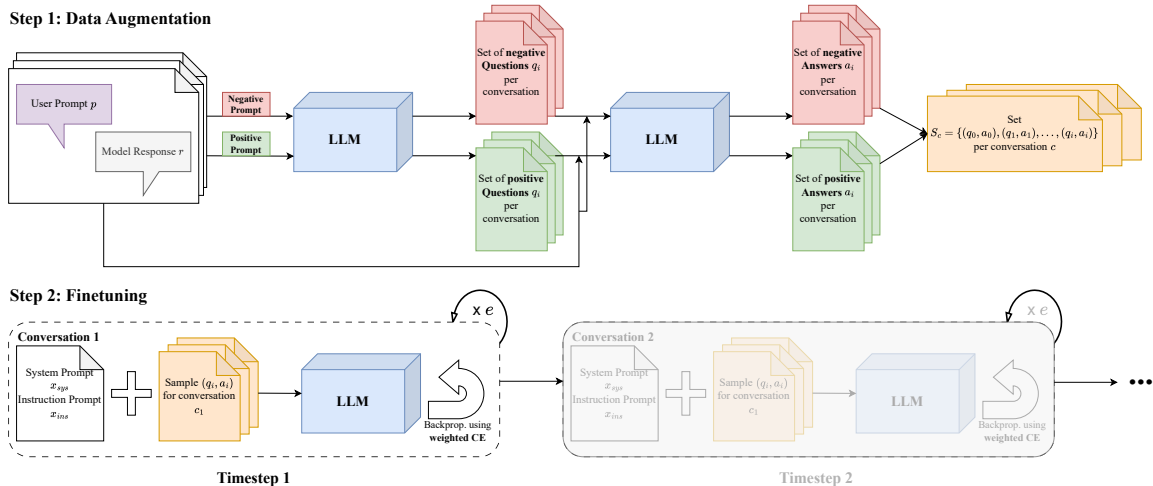 Step 1: Data Augmentation
User Prompt p
Model Response r
Negative
Prompt
Positive
Prompt
LLM
Set of negative
Questions q_i
per
conversation
Set of positive
Questions q_i
per
conversation
LLM
Set of negative
Answers a_i
per
conversation
Set of positive
Answers a_i
per
conversation
Set
S_c = {(q_0, a_0), (q_1, a_1), . . . , (q_i, a_i)}
per conversation c
Step 2: Finetuning
x e
Conversation 1
System Prompt
x_sys
Instruction Prompt
x_ins
Sample (q_i, a_i)
for conversation
c_1
LLM
Backprop. using
weighted CE
Timestep 1
x e
Conversation 2
System Prompt
x_sys
Instruction Prompt
x_ins
Sample (q_i, a_i)
for conversation
c_1
LLM
Backprop. using
weighted CE
Timestep 2
•••